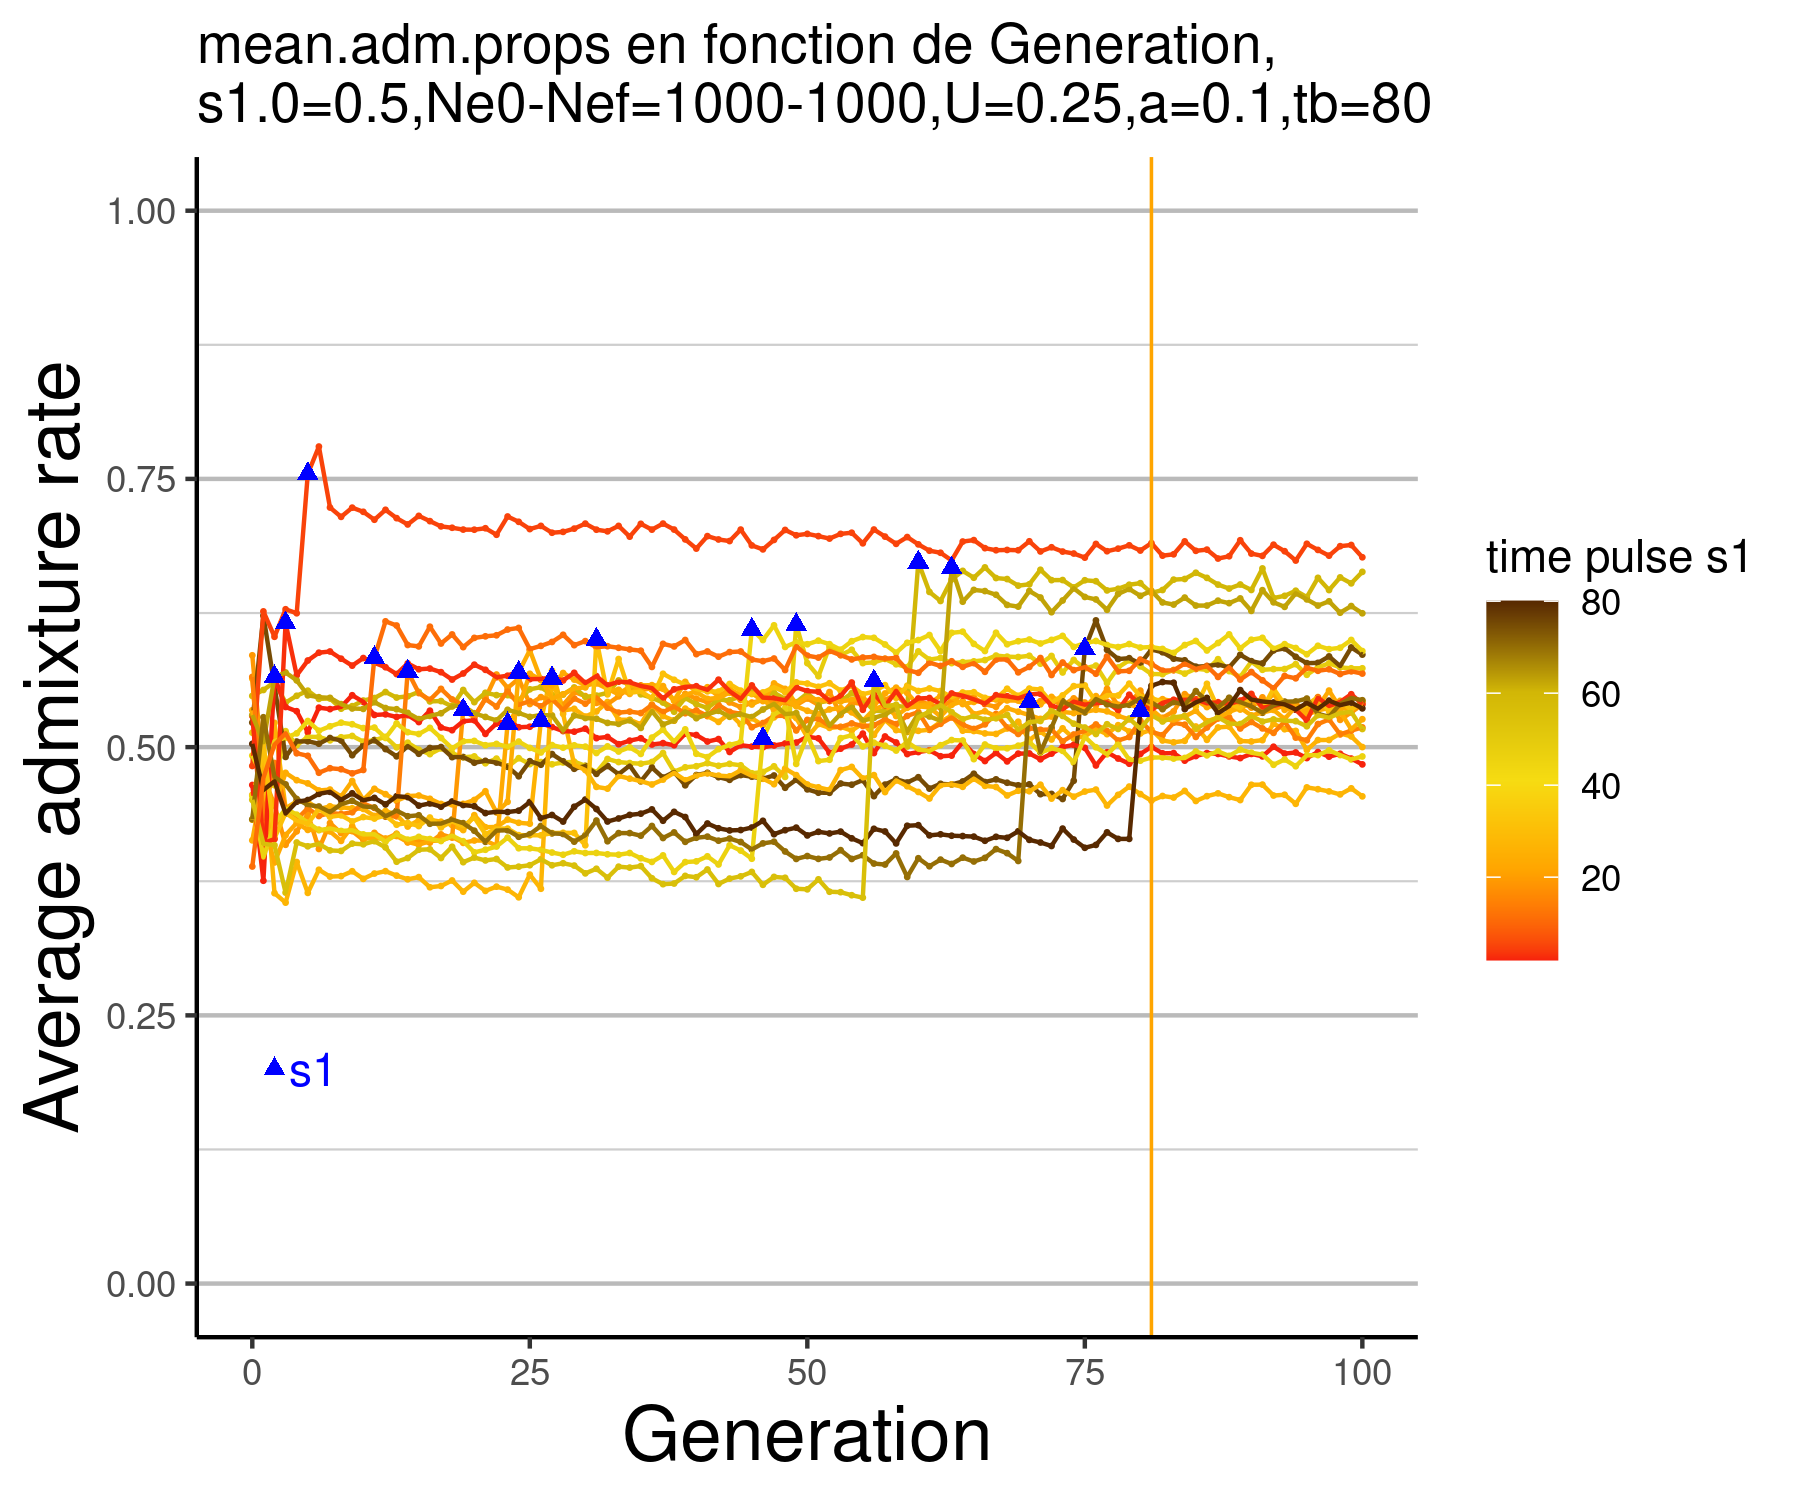 mean.adm.props en fonction de Generation,
s1.0=0.5,Ne0-Nef=1000-1000,U=0.25,a=0.1,tb=80
Average admixture rate
1.00
0.75
0.50
0.25
0.00
s1
0 25 50 75 100
Generation
time pulse s1
80
60
40
20